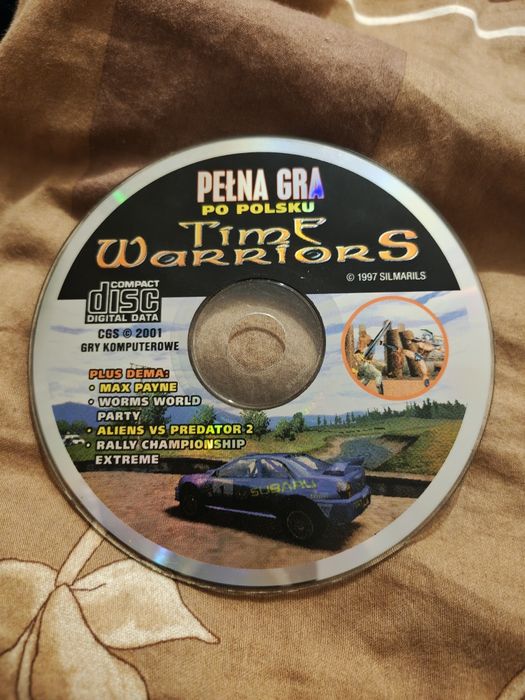 PEŁNA GRA
PO POLSKU
TIME
WARRIORS
© 1997 SILMARILS
COMPACT
disc
DIGITAL DATA
CGS © 2001
GRY KOMPUTEROWE
PLUS DEMA:
• MAX PAYNE
• WORMS WORLD
PARTY
• ALIENS VS PREDATOR 2
• RALLY CHAMPIONSHIP
EXTREME
SUBARU